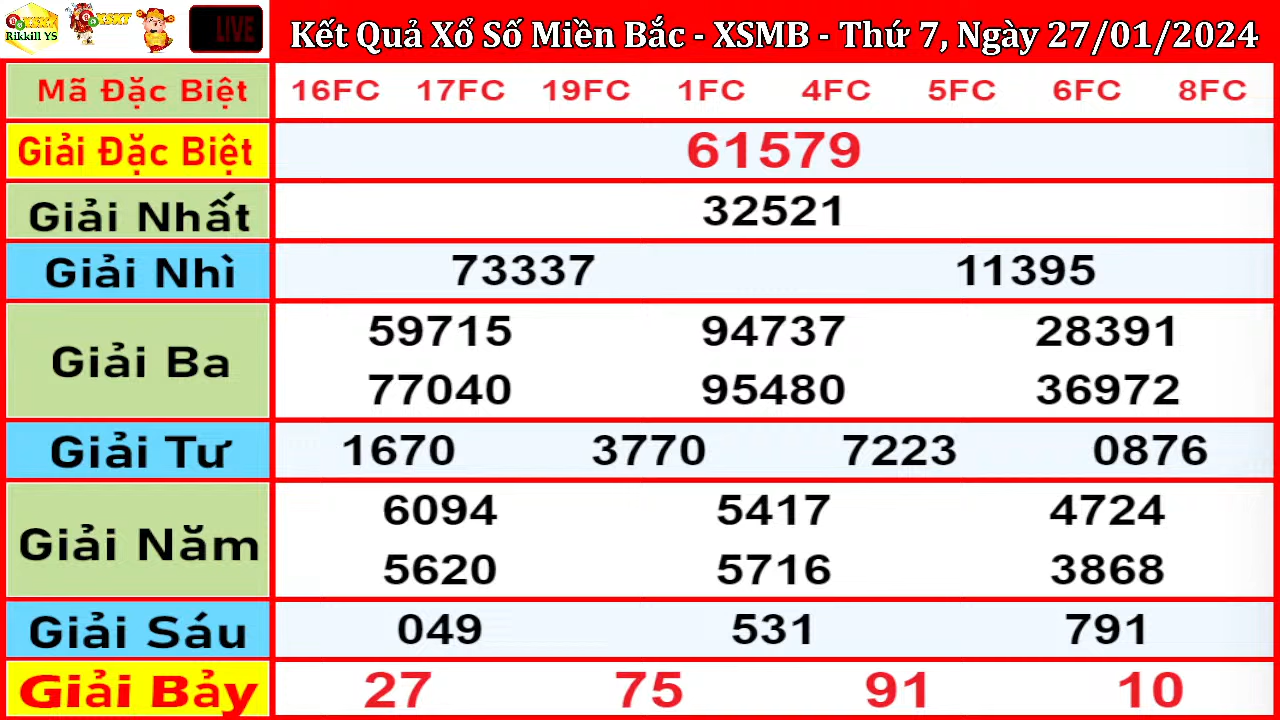 Rikkill YS
XSKT
LIVE
Kết Quả Xổ Số Miền Bắc - XSMB - Thứ 7, Ngày 27/01/2024
Mã Đặc Biệt 16FC 17FC 19FC 1FC 4FC 5FC 6FC 8FC
Giải Đặc Biệt 61579
Giải Nhất 32521
Giải Nhì 73337 11395
Giải Ba
59715 94737 28391
77040 95480 36972
Giải Tư 1670 3770 7223 0876
Giải Năm
6094 5417 4724
5620 5716 3868
Giải Sáu 049 531 791
Giải Bảy 27 75 91 10